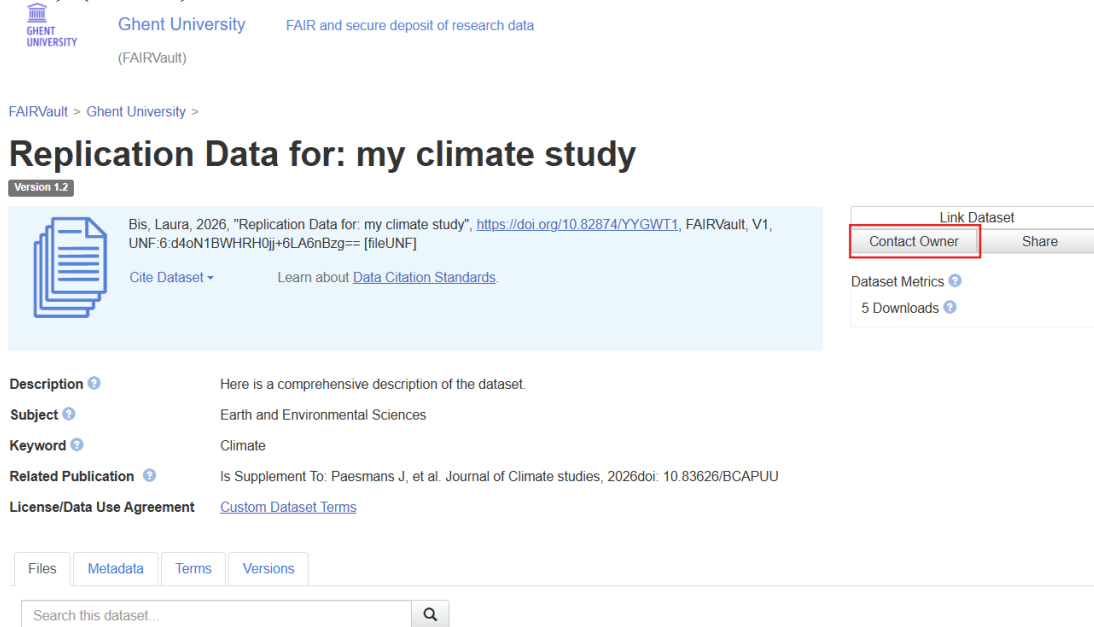 GHENT
UNIVERSITY
Ghent University
FAIR and secure deposit of research data
(FAIRVault)
FAIRVault > Ghent University >
Replication Data for: my climate study
Version 1.2
Bis, Laura, 2026, "Replication Data for: my climate study", https://doi.org/10.82874/YYGWT1, FAIRVault, V1,
UNF:6:d4oN1BWHRH0jj+6LA6nBzg== [fileUNF]
Cite Dataset
Learn about Data Citation Standards.
Link Dataset
Contact Owner
Share
Dataset Metrics ?
5 Downloads ?
Description ? Here is a comprehensive description of the dataset.
Subject ? Earth and Environmental Sciences
Keyword ? Climate
Related Publication ? Is Supplement To: Paesmans J, et al. Journal of Climate studies, 2026doi: 10.83626/BCAPUU
License/Data Use Agreement Custom Dataset Terms
Files Metadata Terms Versions
Search this dataset...